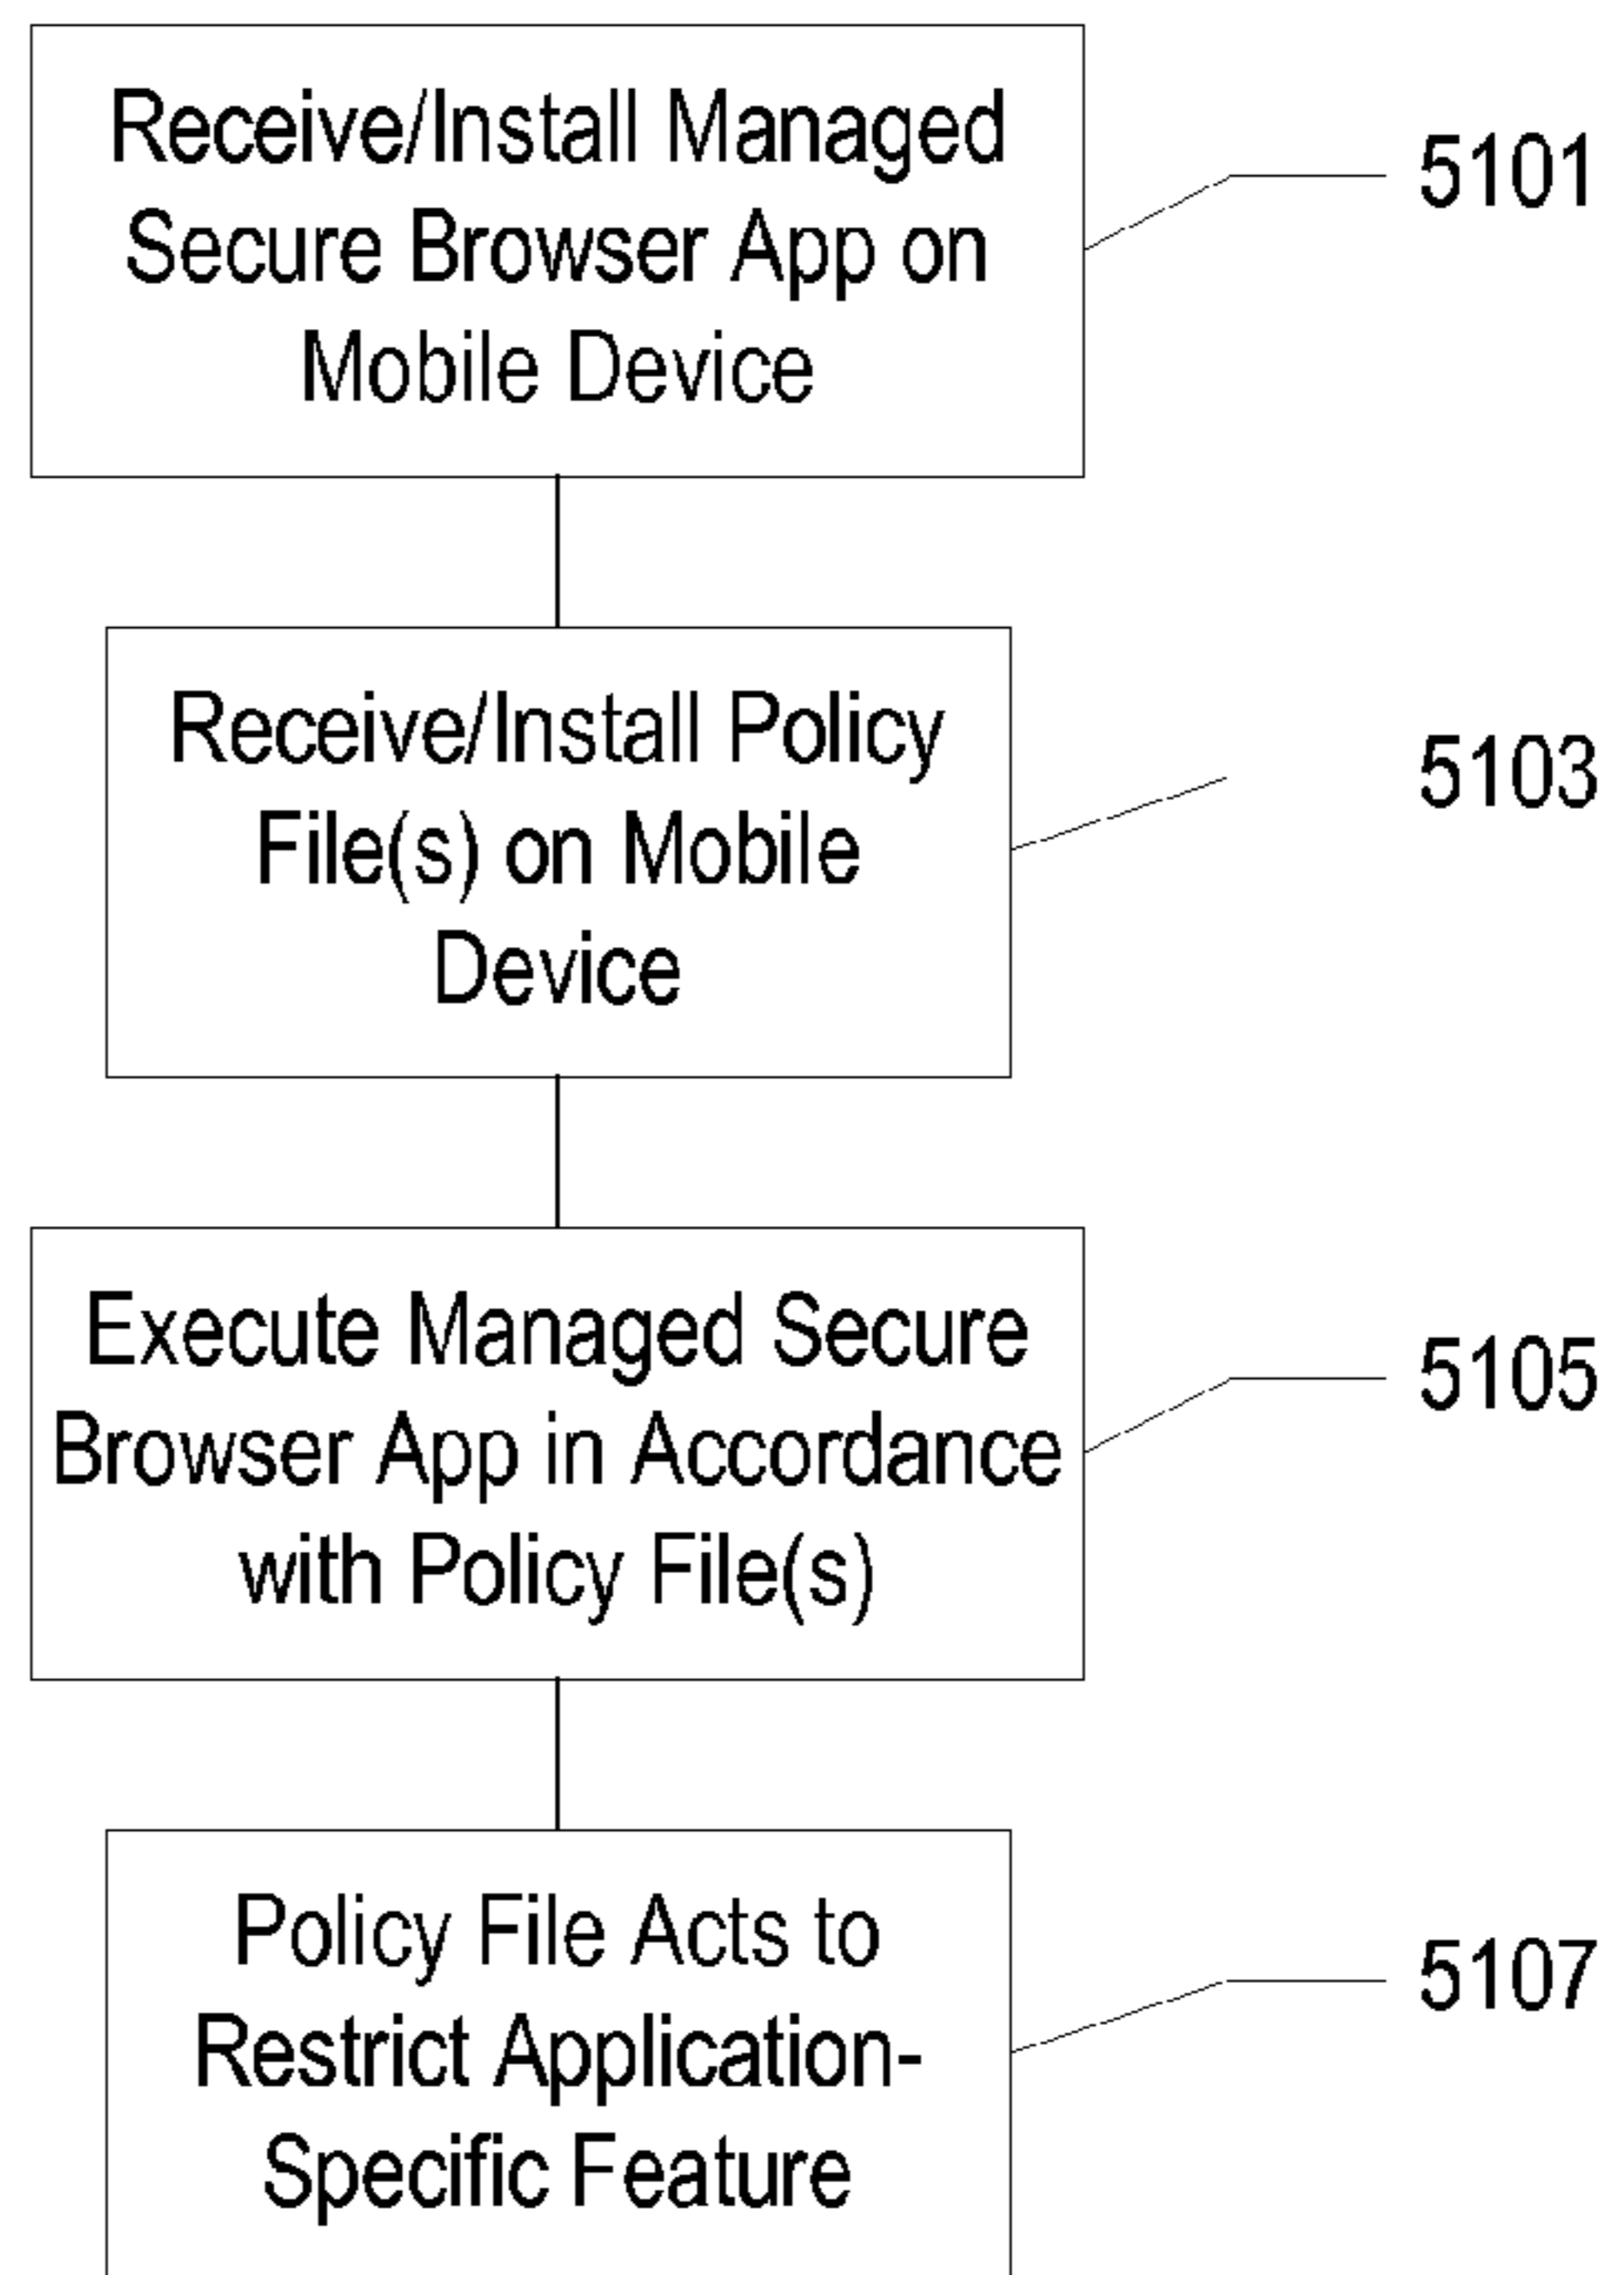 Receive/Install Managed
Secure Browser App on
Mobile Device
5101
Receive/Install Policy
File(s) on Mobile
Device
5103
Execute Managed Secure
Browser App in Accordance
with Policy File(s)
5105
Policy File Acts to
Restrict Application-
Specific Feature
5107